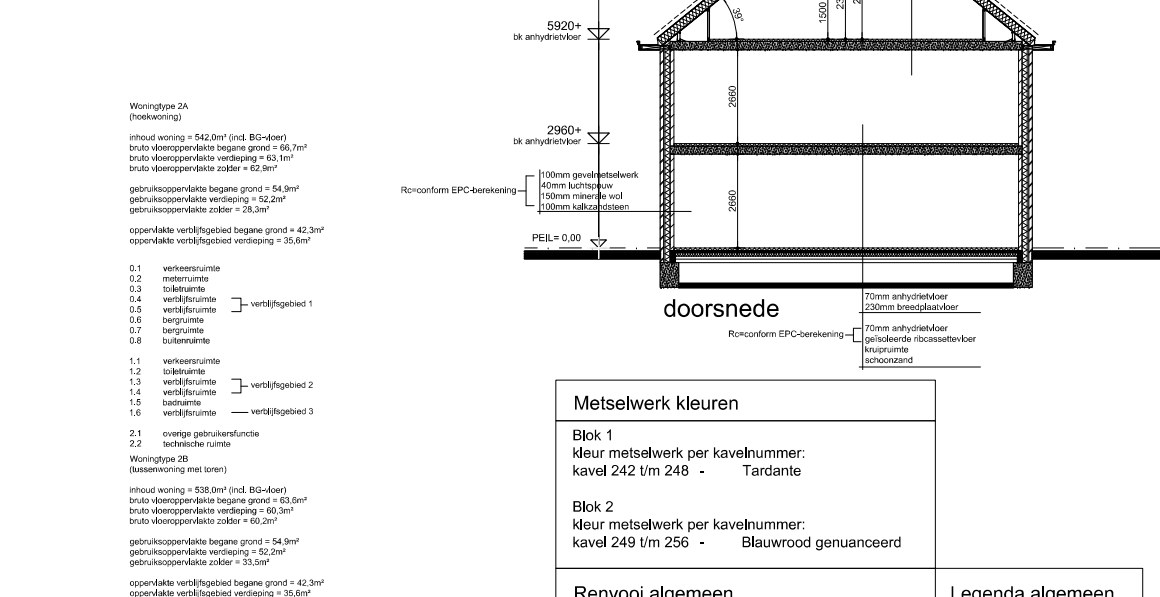 Woningtype 2A
(hoekwoning)
inhoud woning = 542,0m³ (incl. BG-vloer)
bruto vloeroppervlakte begane grond = 66,7m²
bruto vloeroppervlakte verdieping = 63,1m²
bruto vloeroppervlakte zolder = 62,9m²
gebruiksoppervlakte begane grond = 54,9m²
gebruiksoppervlakte verdieping = 52,2m²
gebruiksoppervlakte zolder = 28,3m²
oppervlakte verblijfsgebied begane grond = 42,3m²
oppervlakte verblijfsgebied verdieping = 35,6m²
0.1 verkeersruimte
0.2 meterruimte
0.3 toiletruimte
0.4 verblijfsruimte
0.5 verblijfsruimte
verblijfsgebied 1
0.6 bergruimte
0.7 bergruimte
0.8 buitenruimte
1.1 verkeersruimte
1.2 toiletruimte
1.3 verblijfsruimte
1.4 verblijfsruimte
verblijfsgebied 2
1.5 badruimte
1.6 verblijfsruimte verblijfsgebied 3
2.1 overige gebruikersfunctie
2.2 technische ruimte
Woningtype 2B
(tussenwoning met toren)
inhoud woning = 538,0m³ (incl. BG-vloer)
bruto vloeroppervlakte begane grond = 63,6m²
bruto vloeroppervlakte verdieping = 60,3m²
bruto vloeroppervlakte zolder = 60,2m²
gebruiksoppervlakte begane grond = 54,9m²
gebruiksoppervlakte verdieping = 52,2m²
gebruiksoppervlakte zolder = 33,5m²
oppervlakte verblijfsgebied begane grond = 42,3m²
oppervlakte verblijfsgebied verdieping = 35,6m²
5920+
bk anhydrietvloer
2960+
bk anhydrietvloer
Rc=conform EPC-berekening
100mm gevelmetselwerk
40mm luchtspouw
150mm minerale wol
100mm kalkzandsteen
PEIL= 0,00
39°
1500
2660
2660
doorsnede
70mm anhydrietvloer
230mm breedplaatvloer
Rc=conform EPC-berekening
70mm anhydrietvloer
geïsoleerde ribcassettevloer
kruipruimte
schoonzand
Metselwerk kleuren
Blok 1
kleur metselwerk per kavelnummer:
kavel 242 t/m 248 - Tardante
Blok 2
kleur metselwerk per kavelnummer:
kavel 249 t/m 256 - Blauwrood genuanceerd
Renvooi algemeen
Legenda algemeen